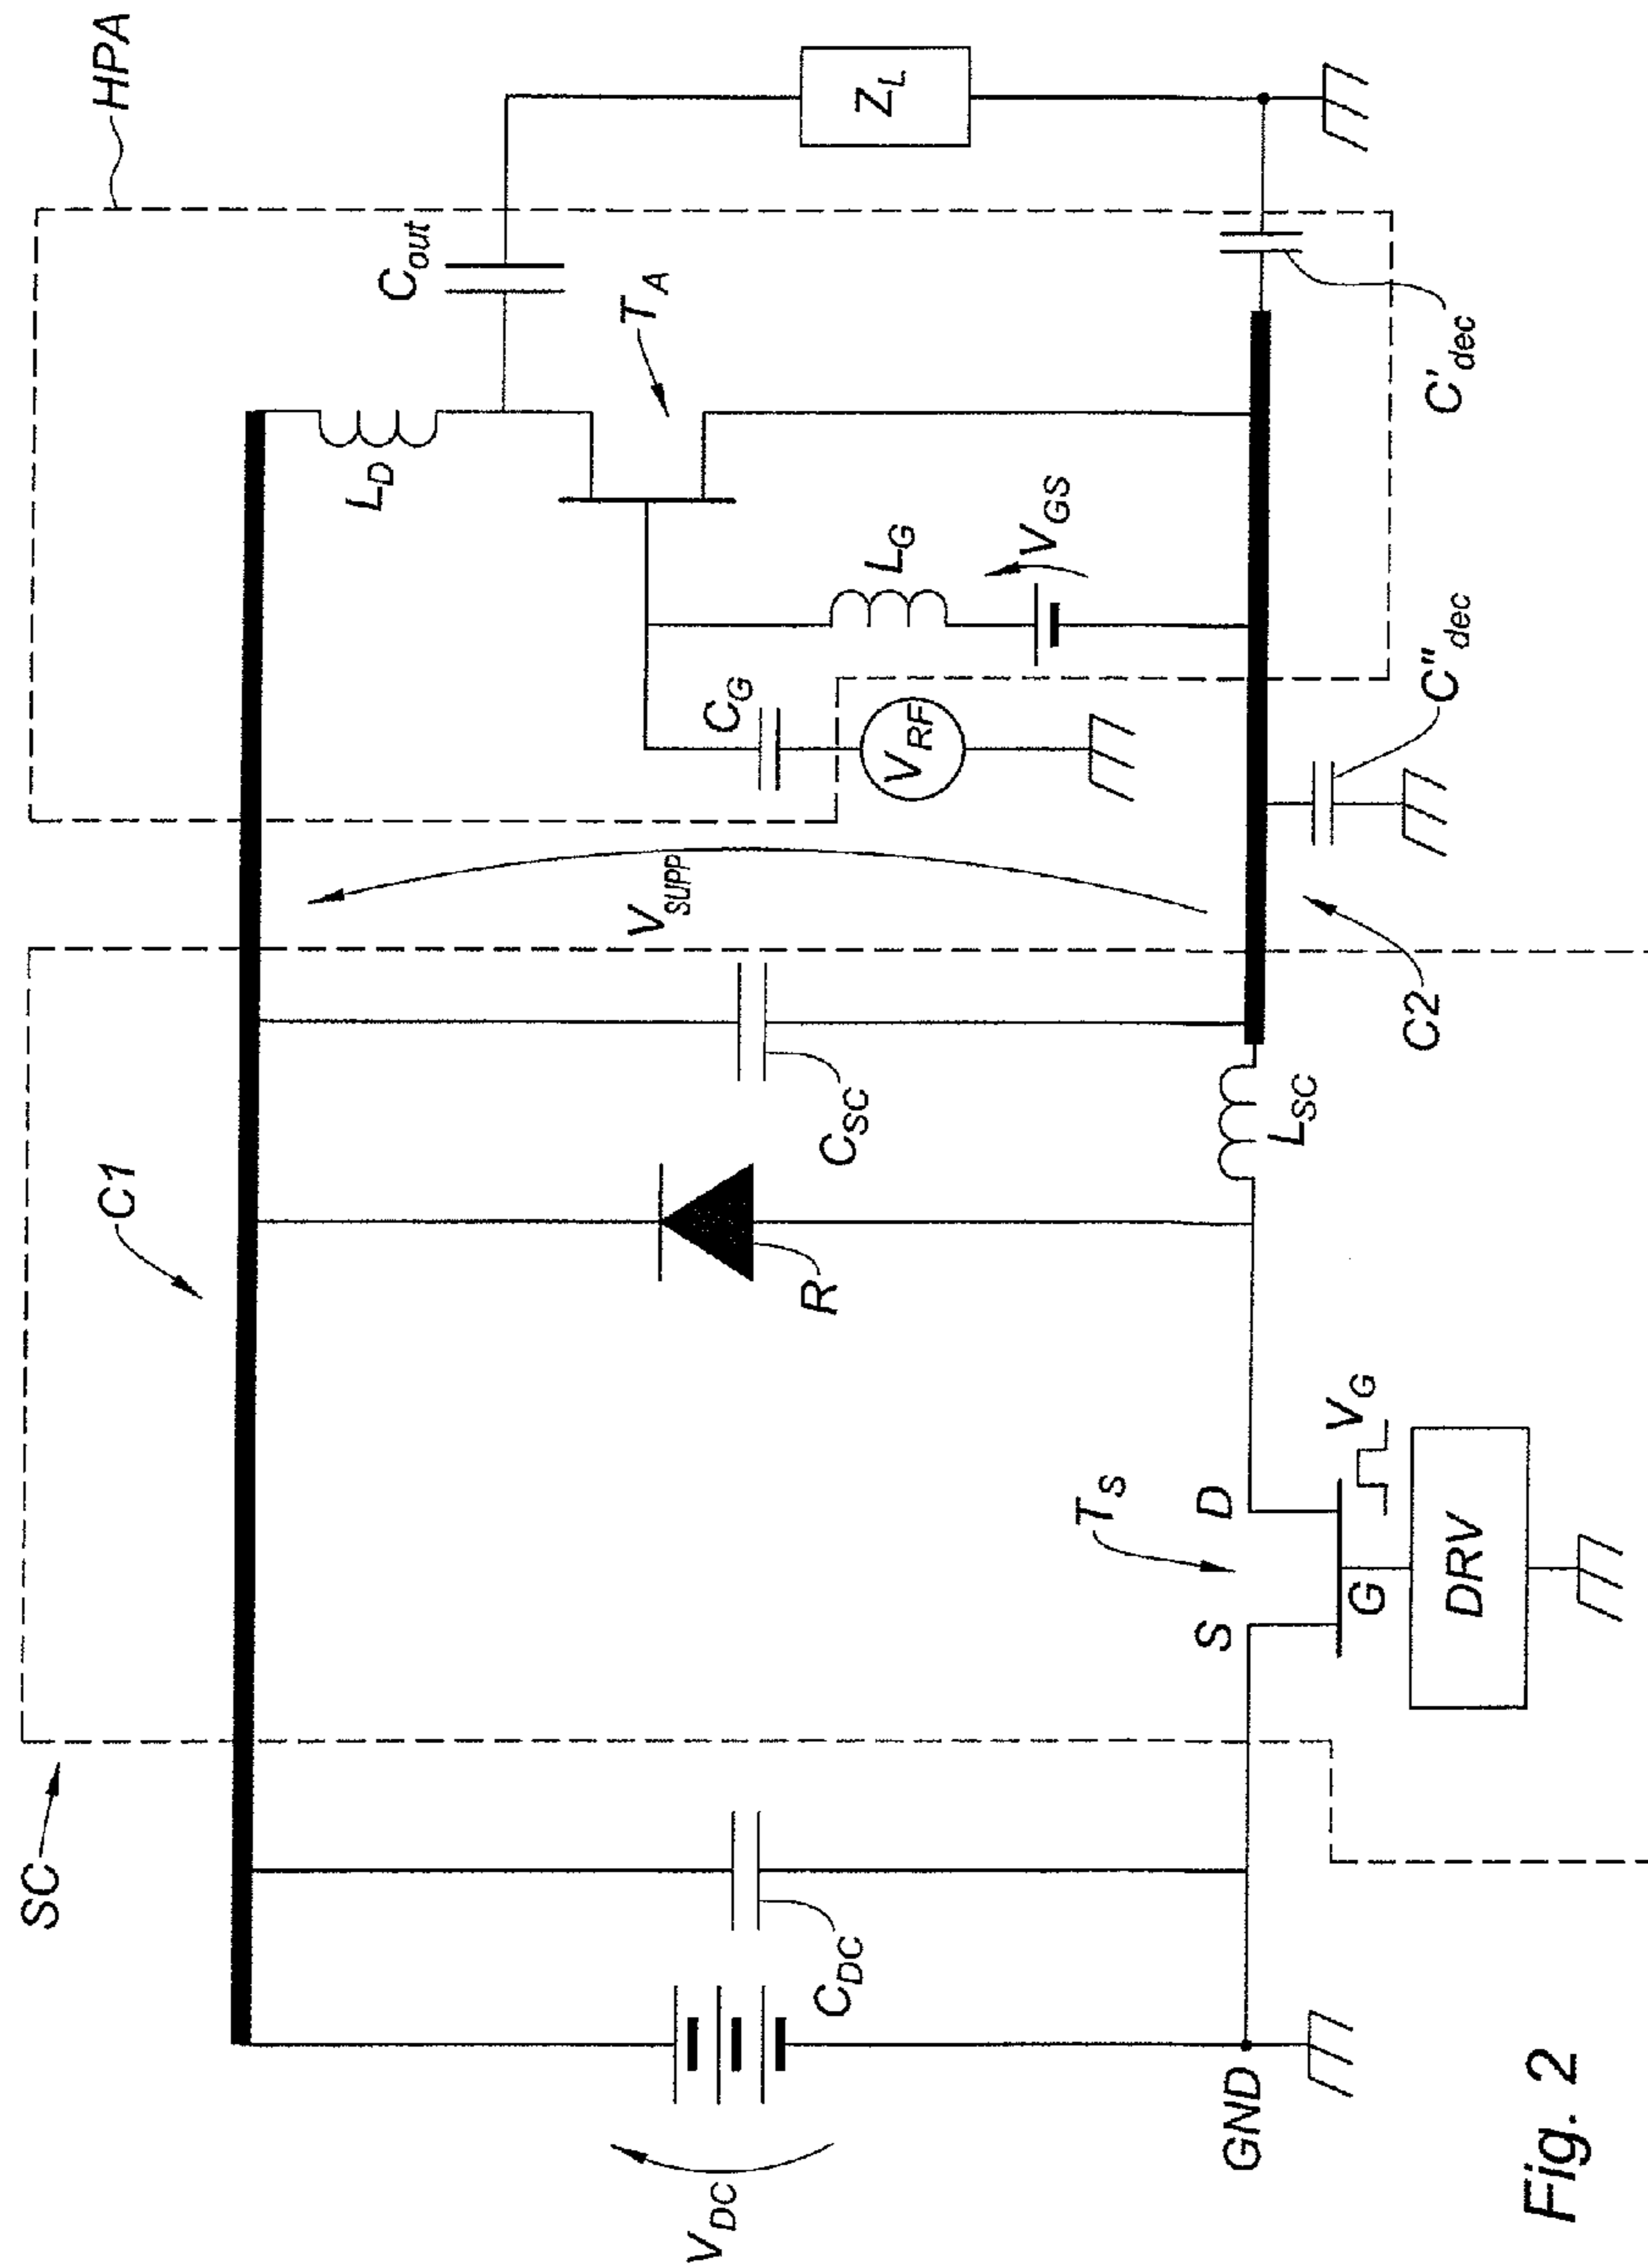 SC
C1
HPA
V_DC
C_DC
R
C_SC
V_SUPP
L_D
C_out
T_A
C_G
V_RF
L_G
V_GS
Z_L
GND
S
D
T_S
G
V_G
DRV
L_SC
C2
C"_dec
C'_dec
Fig. 2